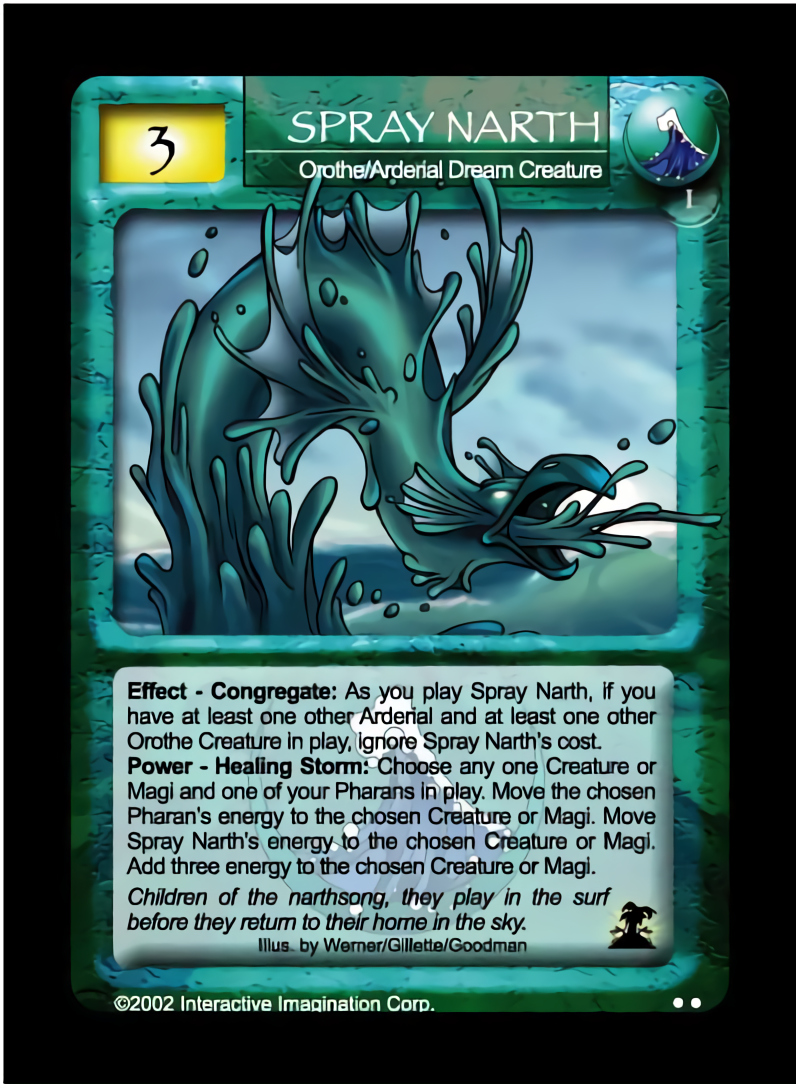 3
SPRAY NARTH
Orothe/Arderial Dream Creature
I
Effect - Congregate: As you play Spray Narth, if you
have at least one other Arderial and at least one other
Orothe Creature in play, ignore Spray Narth's cost.
Power - Healing Storm: Choose any one Creature or
Magi and one of your Pharans in play. Move the chosen
Pharan's energy to the chosen Creature or Magi. Move
Spray Narth's energy to the chosen Creature or Magi.
Add three energy to the chosen Creature or Magi.
Children of the narthsong, they play in the surf
before they return to their home in the sky.
Illus. by Werner/Gillette/Goodman
©2002 Interactive Imagination Corp.